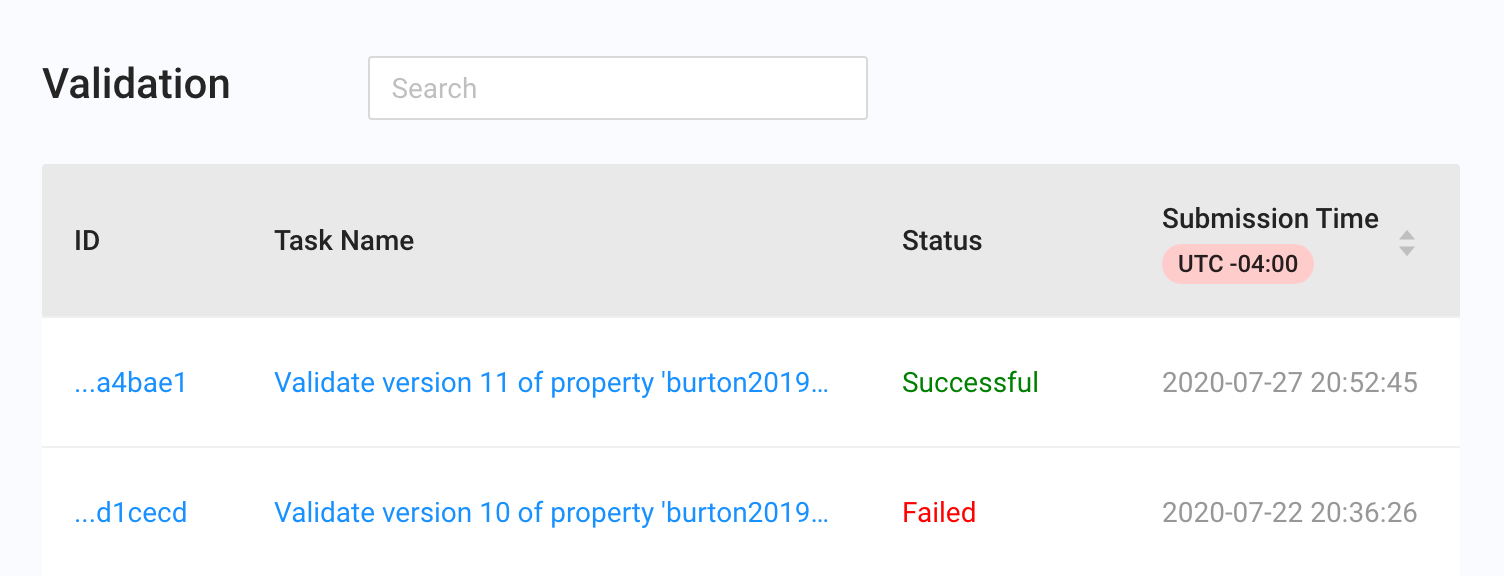 Validation
Search
ID Task Name Status Submission Time
UTC -04:00
...a4bae1 Validate version 11 of property 'burton2019... Successful 2020-07-27 20:52:45
...d1cecd Validate version 10 of property 'burton2019... Failed 2020-07-22 20:36:26